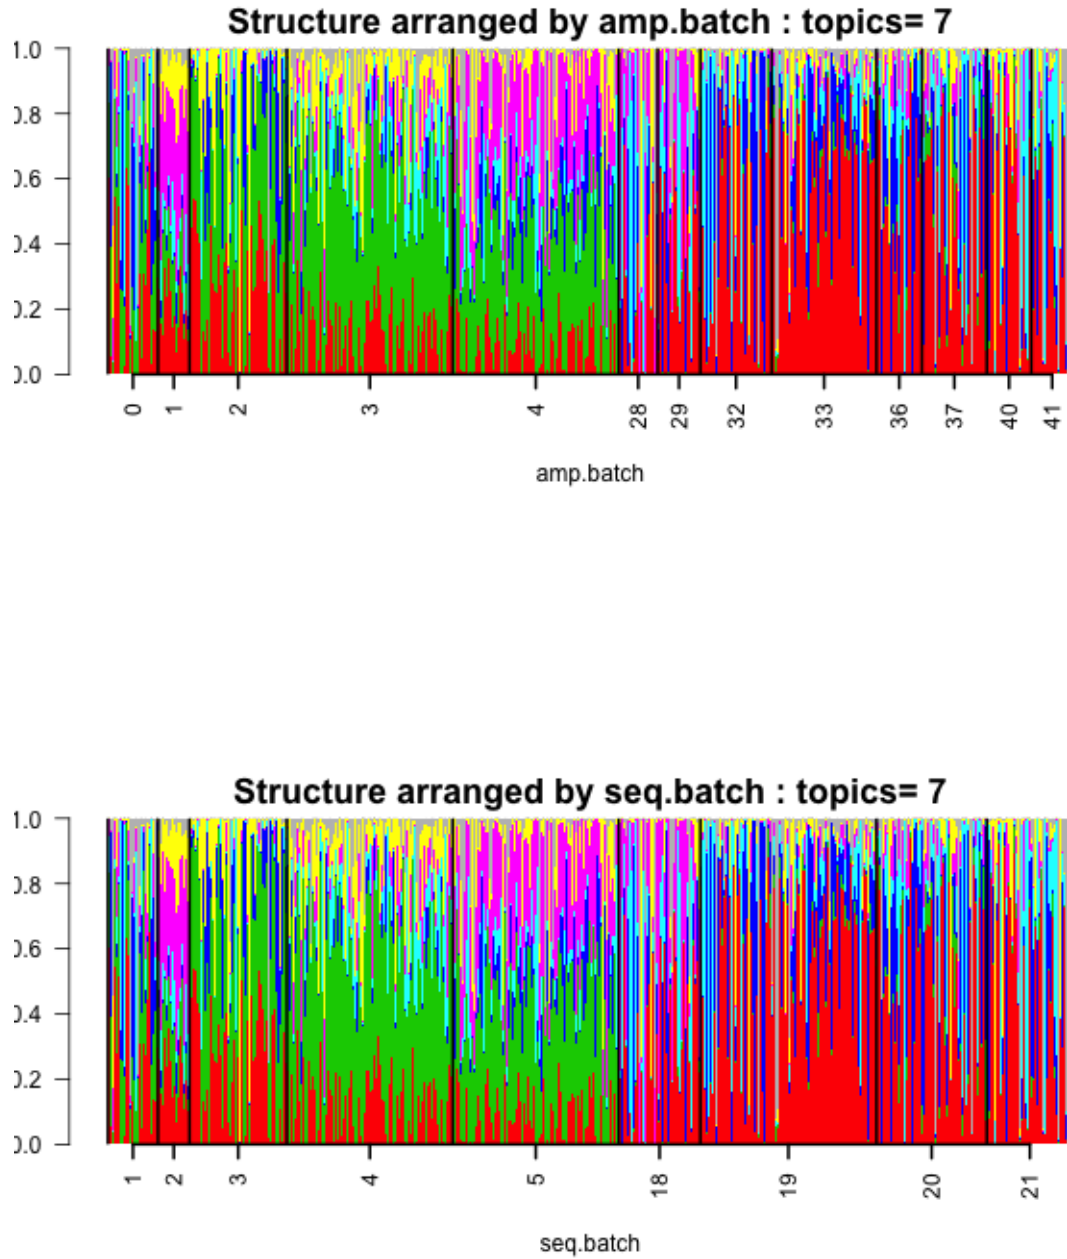 Structure arranged by amp.batch : topics= 7
1.0
0.8
0.6
0.4
0.2
0.0
0 1 2 3 4 28 29 32 33 36 37 40 41
amp.batch
Structure arranged by seq.batch : topics= 7
1.0
0.8
0.6
0.4
0.2
0.0
1 2 3 4 5 18 19 20 21
seq.batch